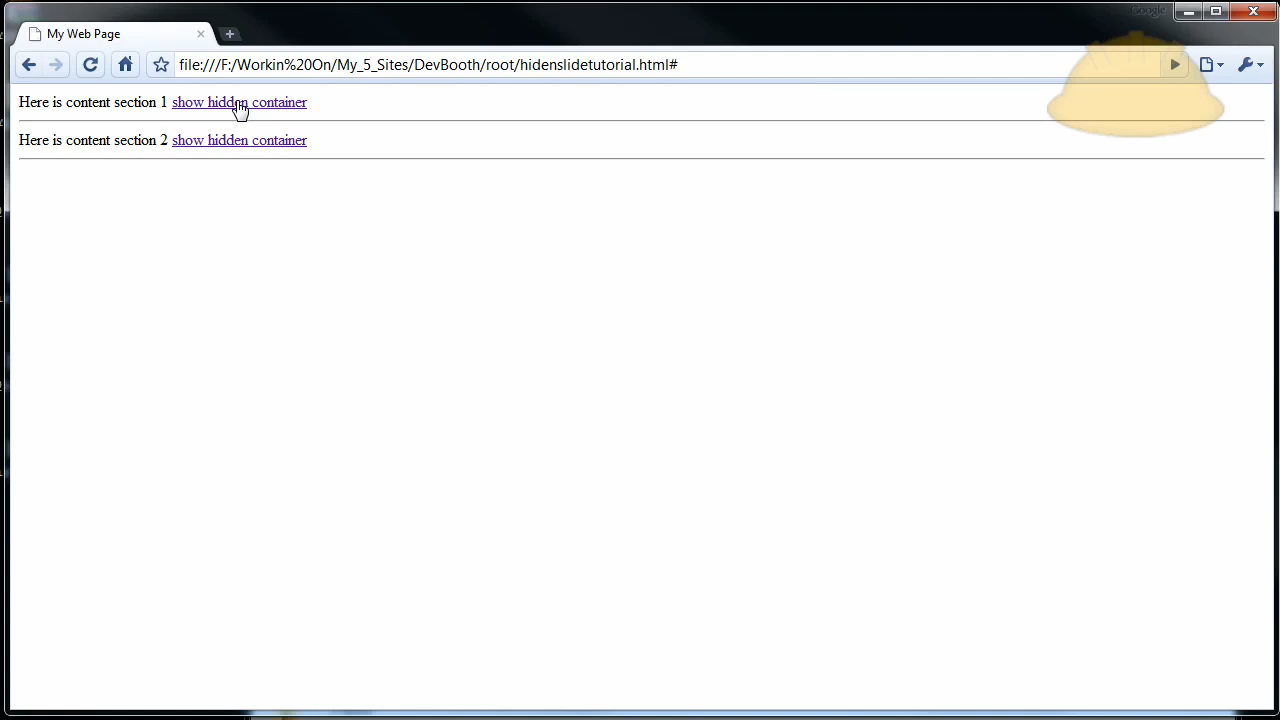 Google
My Web Page
file:///F:/Workin%20On/My_5_Sites/DevBooth/root/hidenslidetutorial.html#
Here is content section 1 show hidden container
Here is content section 2 show hidden container